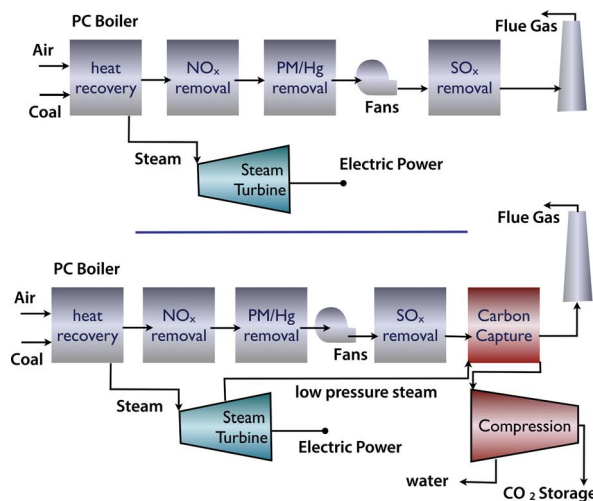 PC Boiler
Flue Gas
Air
Coal
heat
recovery
NOx
removal
PM/Hg
removal
Fans
SOx
removal
Steam
Steam
Turbine
Electric Power
Flue Gas
PC Boiler
Air
Coal
heat
recovery
NOx
removal
PM/Hg
removal
Fans
SOx
removal
Carbon
Capture
low pressure steam
Steam
Steam
Turbine
Electric Power
Compression
water
CO 2 Storage